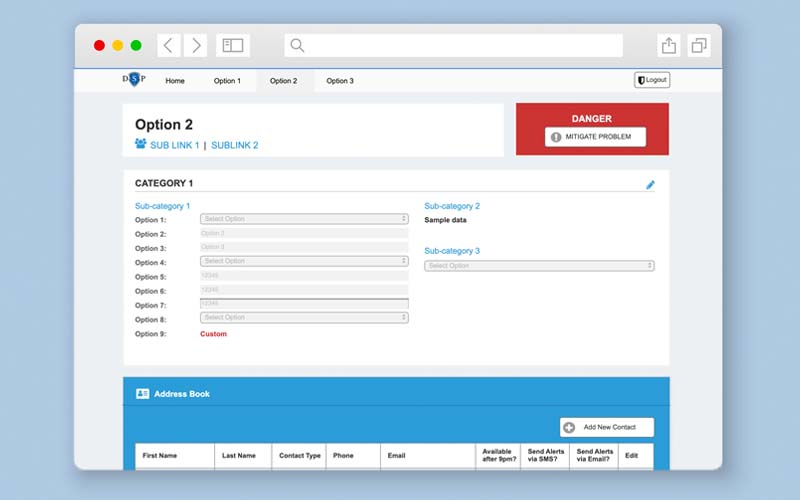 DSP
Home
Option 1
Option 2
Option 3
Logout
Option 2
SUB LINK 1 | SUBLINK 2
DANGER
MITIGATE PROBLEM
CATEGORY 1
Sub-category 1
Option 1: Select Option
Option 2: Option 3
Option 3: Option 3
Option 4: Select Option
Option 5: 12345
Option 6: 12345
Option 7: 12345
Option 8: Select Option
Option 9: Custom
Sub-category 2
Sample data
Sub-category 3
Select Option
Address Book
Add New Contact
First Name
Last Name
Contact Type
Phone
Email
Available
after 9pm?
Send Alerts
via SMS?
Send Alerts
via Email?
Edit